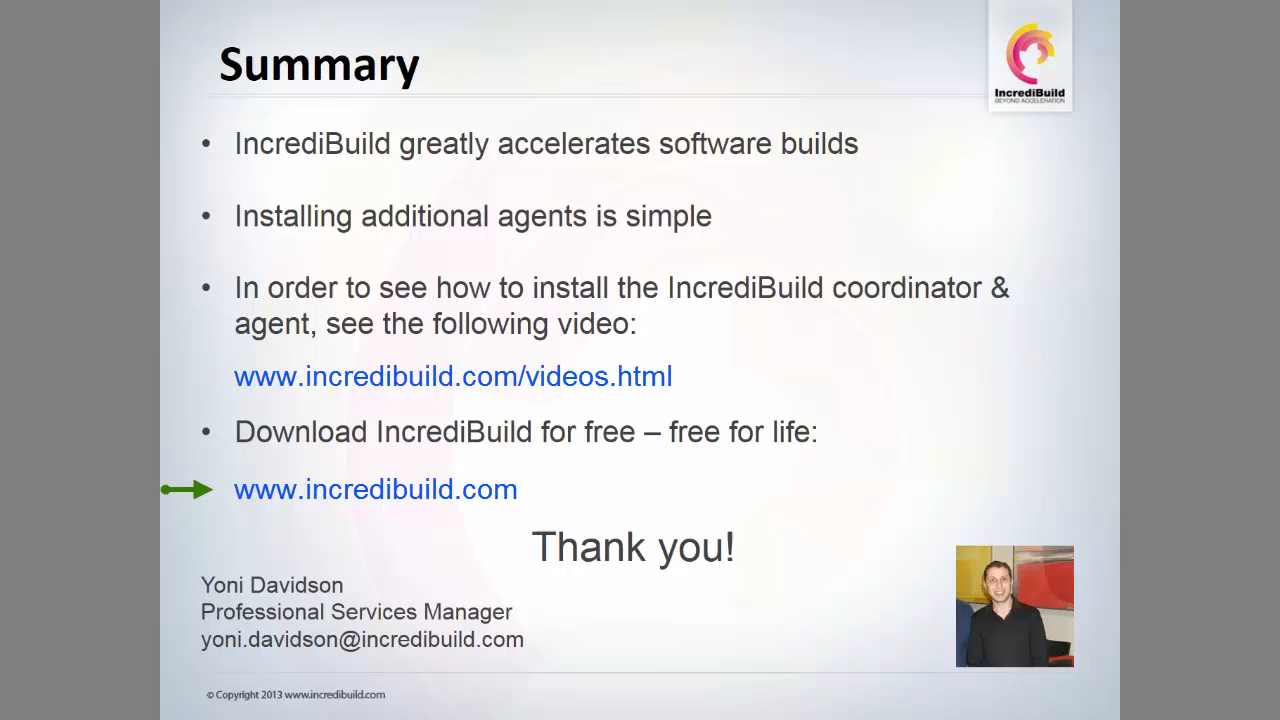 Summary
IncrediBuild
BEYOND ACCELERATION
• IncrediBuild greatly accelerates software builds
• Installing additional agents is simple
• In order to see how to install the IncrediBuild coordinator &
agent, see the following video:
www.incredibuild.com/videos.html
• Download IncrediBuild for free – free for life:
www.incredibuild.com
Thank you!
Yoni Davidson
Professional Services Manager
yoni.davidson@incredibuild.com
© Copyright 2013 www.incredibuild.com